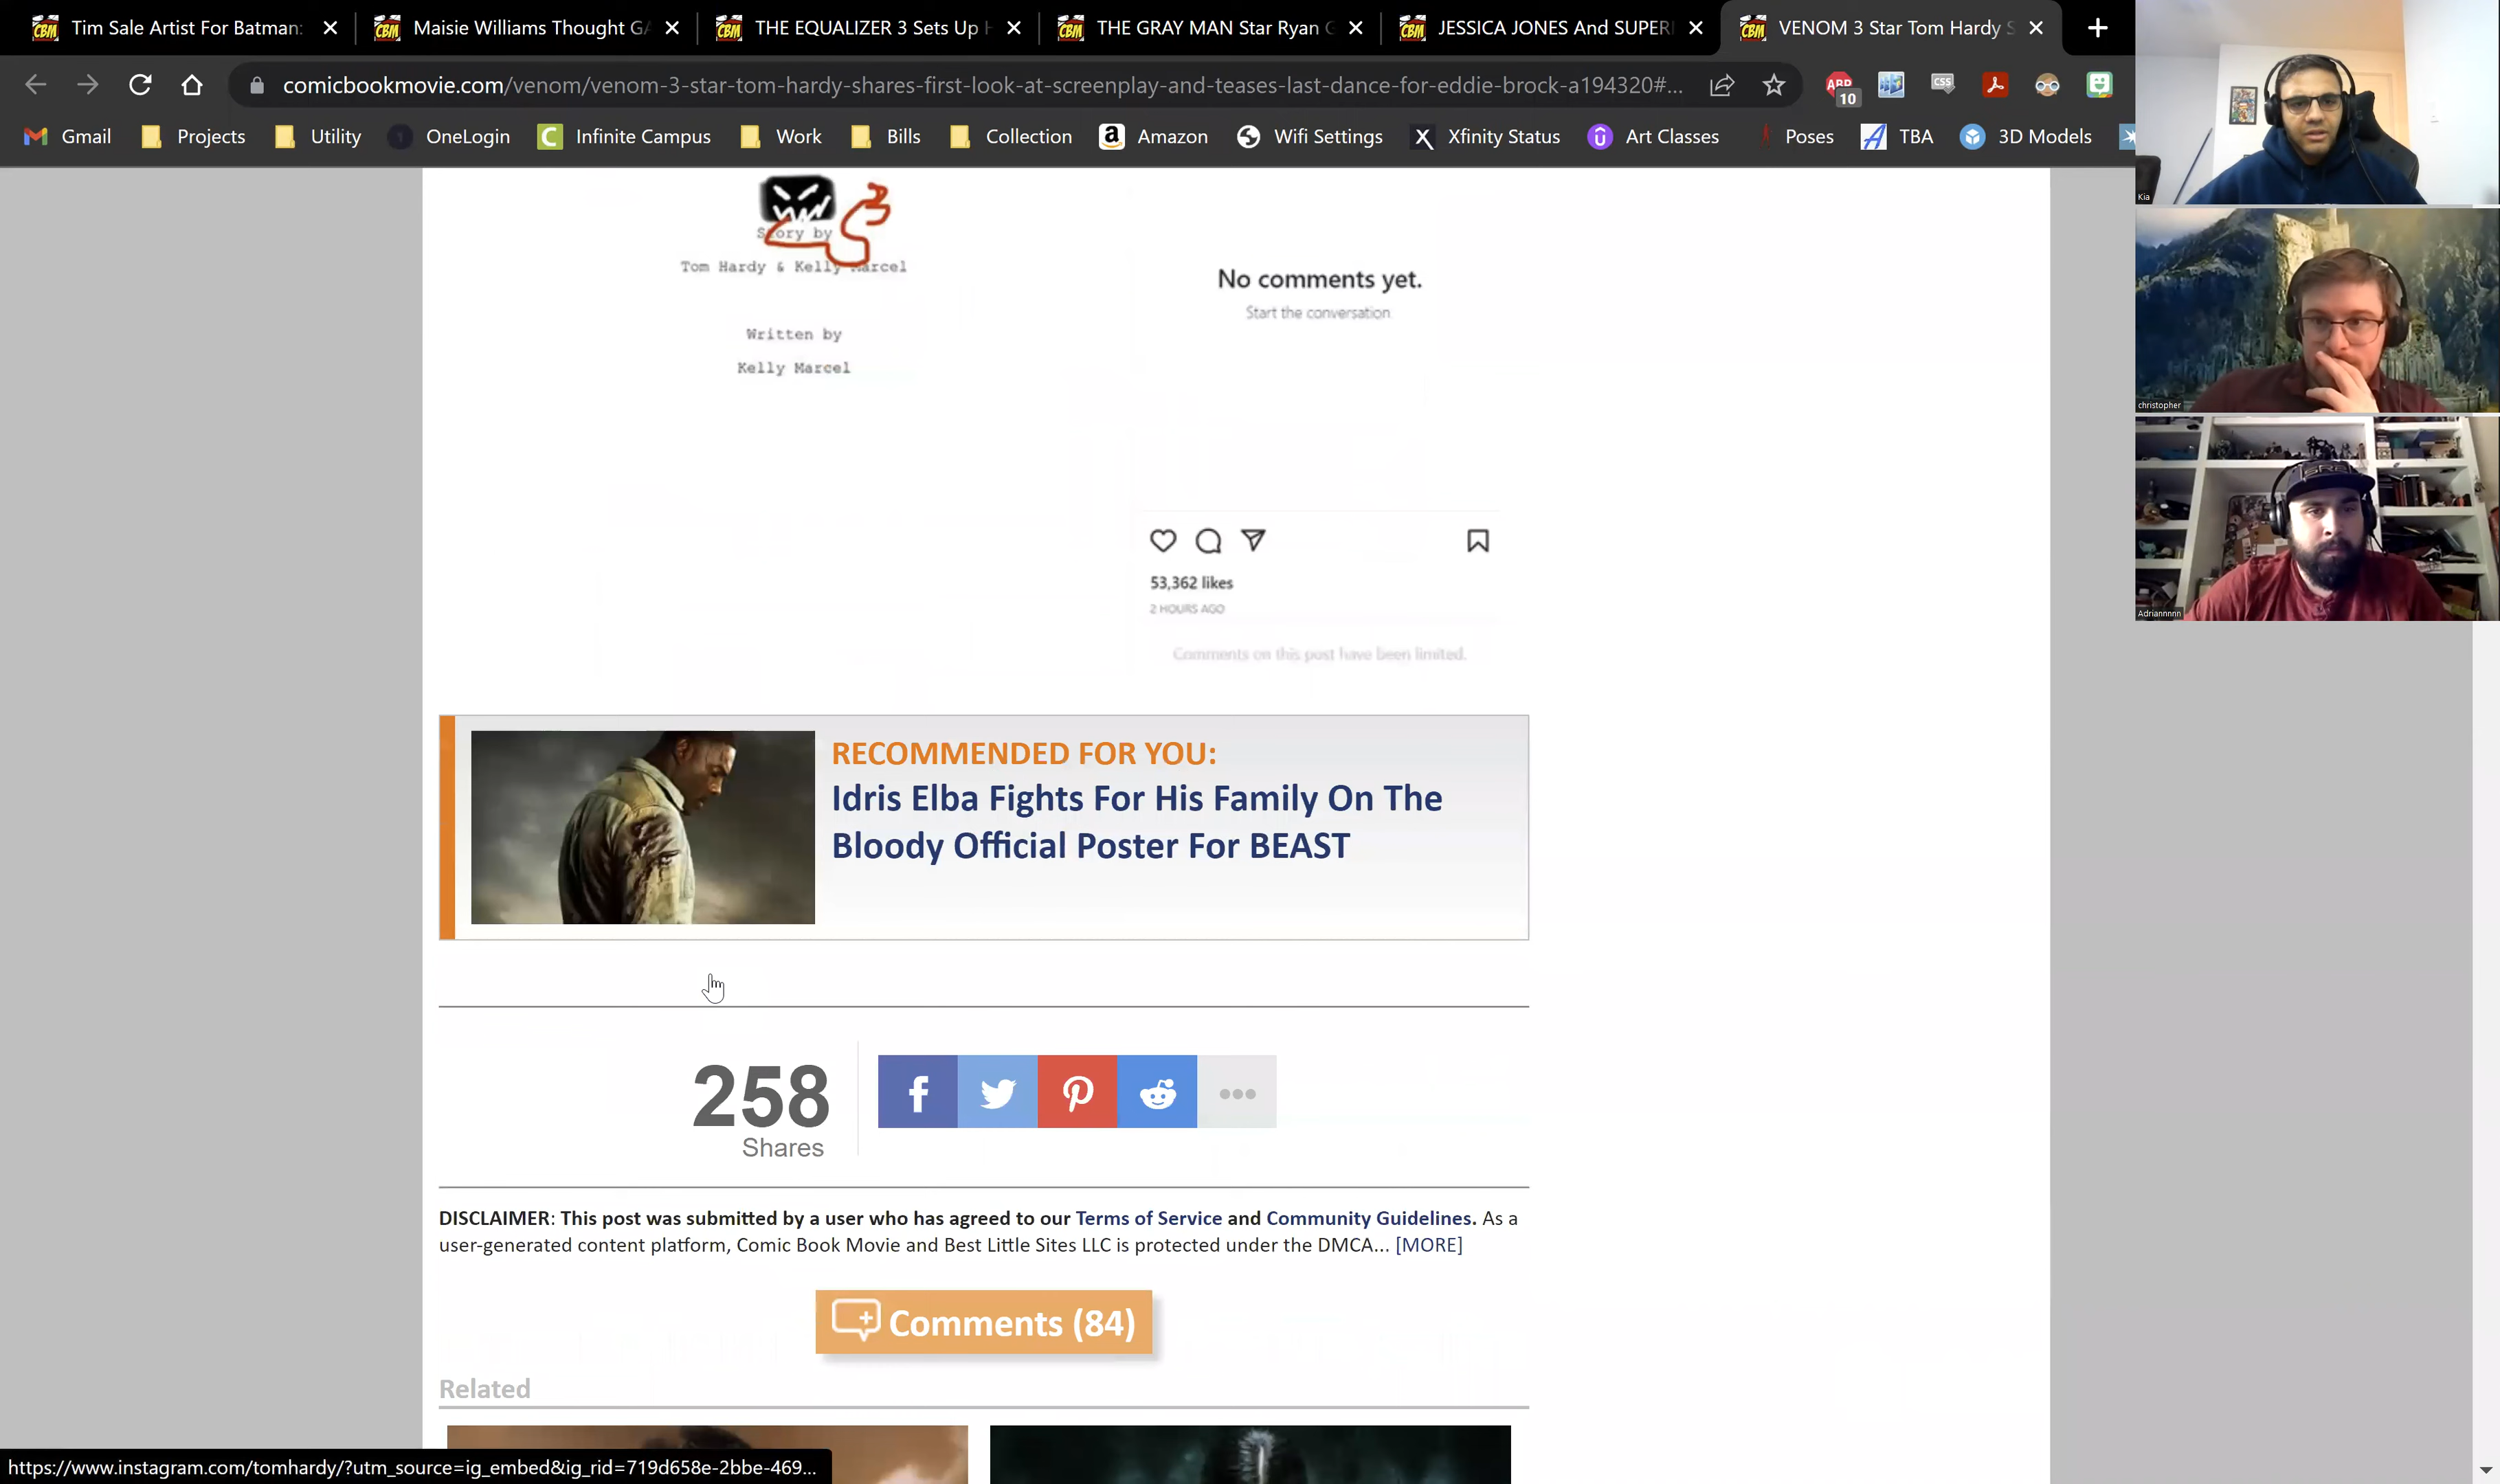 Tim Sale Artist For Batman:
Maisie Williams Thought GA
THE EQUALIZER 3 Sets Up H
THE GRAY MAN Star Ryan G
JESSICA JONES And SUPER
VENOM 3 Star Tom Hardy S
comicbookmovie.com/venom/venom-3-star-tom-hardy-shares-first-look-at-screenplay-and-teases-last-dance-for-eddie-brock-a194320#...
ABP
10
CSS
Gmail
Projects
Utility
OneLogin
Infinite Campus
Work
Bills
Collection
Amazon
Wifi Settings
Xfinity Status
Art Classes
Poses
TBA
3D Models
Kia
christopher
Adriannnnn
Story by
Tom Hardy & Kelly Marcel
Written by
Kelly Marcel
No comments yet.
Start the conversation.
53,362 likes
2 HOURS AGO
Comments on this post have been limited.
RECOMMENDED FOR YOU:
Idris Elba Fights For His Family On The
Bloody Official Poster For BEAST
258
Shares
DISCLAIMER: This post was submitted by a user who has agreed to our Terms of Service and Community Guidelines. As a
user-generated content platform, Comic Book Movie and Best Little Sites LLC is protected under the DMCA... [MORE]
Comments (84)
Related
https://www.instagram.com/tomhardy/?utm_source=ig_embed&ig_rid=719d658e-2bbe-469...